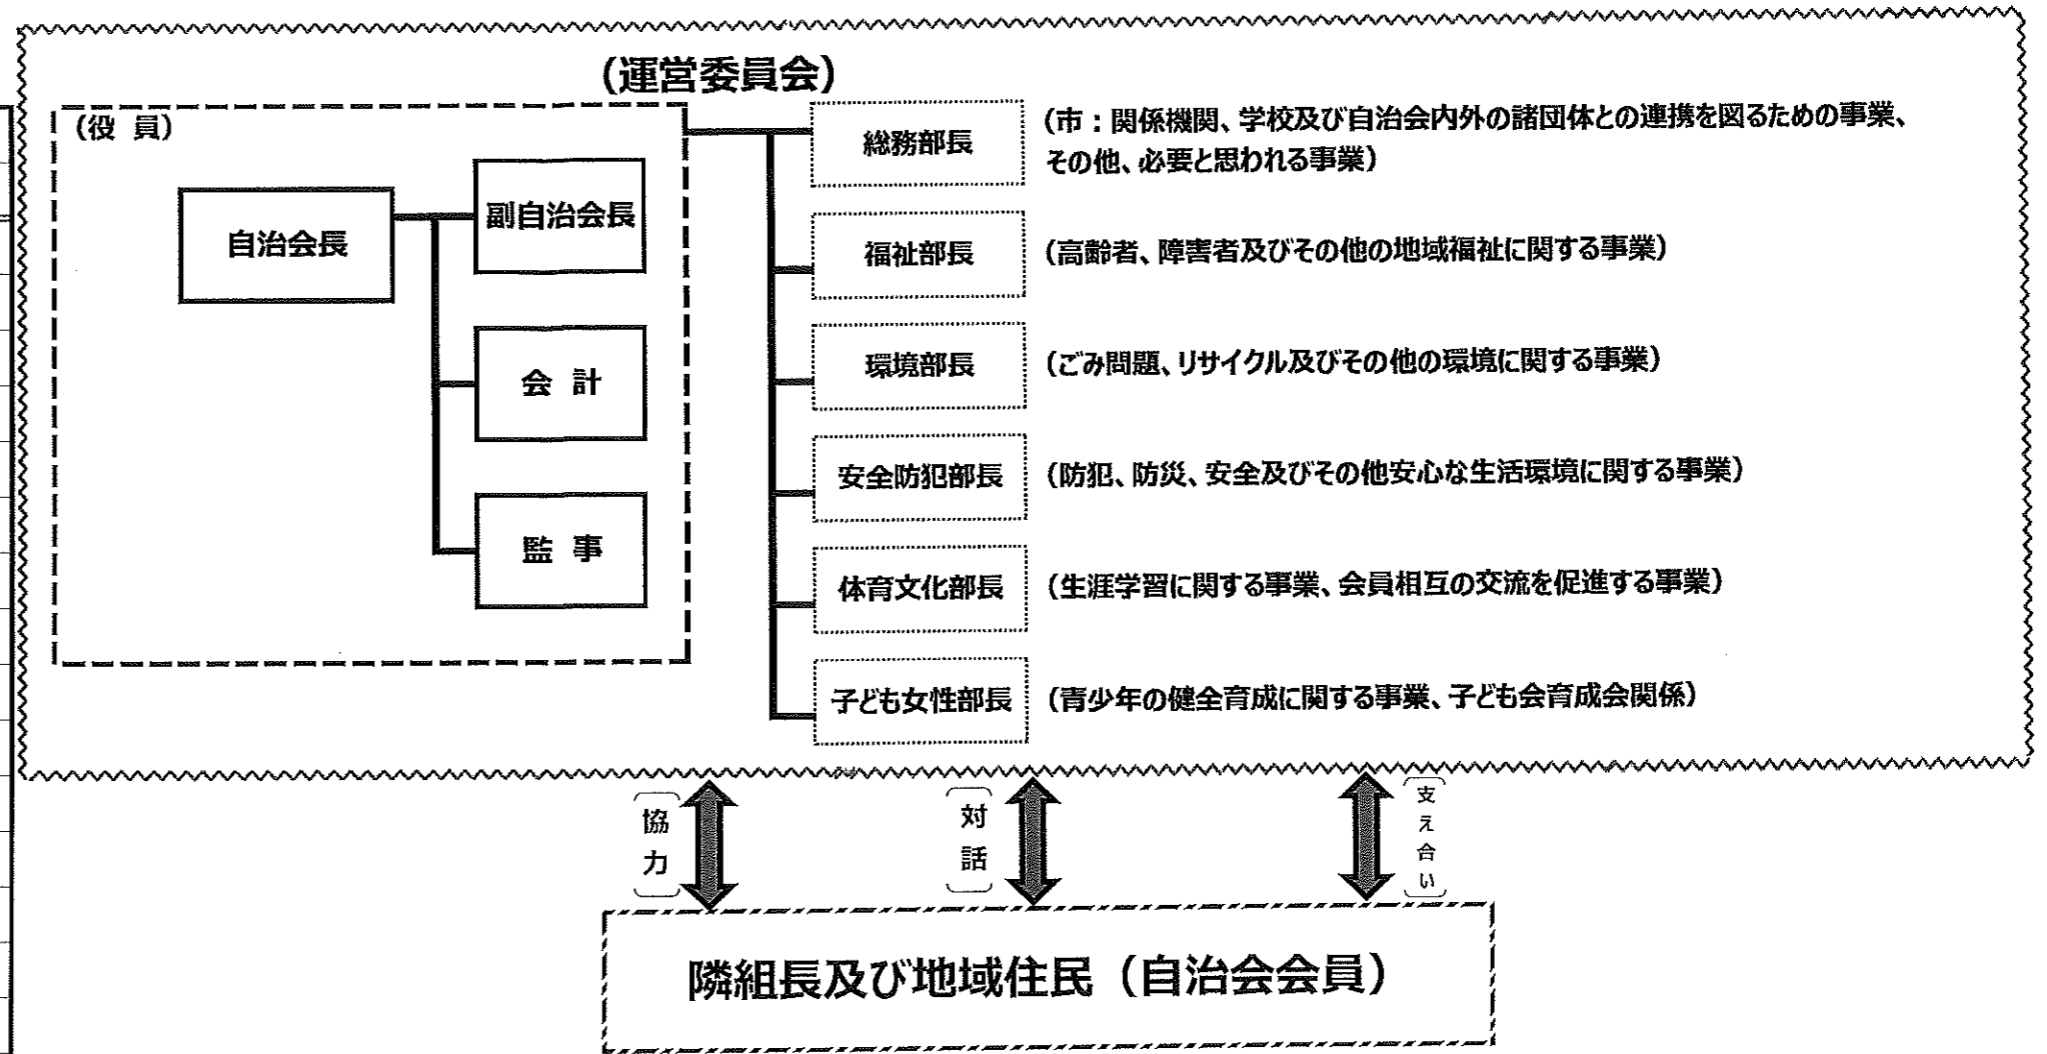 （運営委員会）
（役 員）
自治会長
副自治会長
会 計
監 事
総務部長
（市：関係機関、学校及び自治会内外の諸団体との連携を図るための事業、
その他、必要と思われる事業）
福祉部長
（高齢者、障害者及びその他の地域福祉に関する事業）
環境部長
（ごみ問題、リサイクル及びその他の環境に関する事業）
安全防犯部長
（防犯、防災、安全及びその他安心な生活環境に関する事業）
体育文化部長
（生涯学習に関する事業、会員相互の交流を促進する事業）
子ども女性部長
（青少年の健全育成に関する事業、子ども会育成会関係）
協力
対話
支え合い
隣組長及び地域住民（自治会会員）